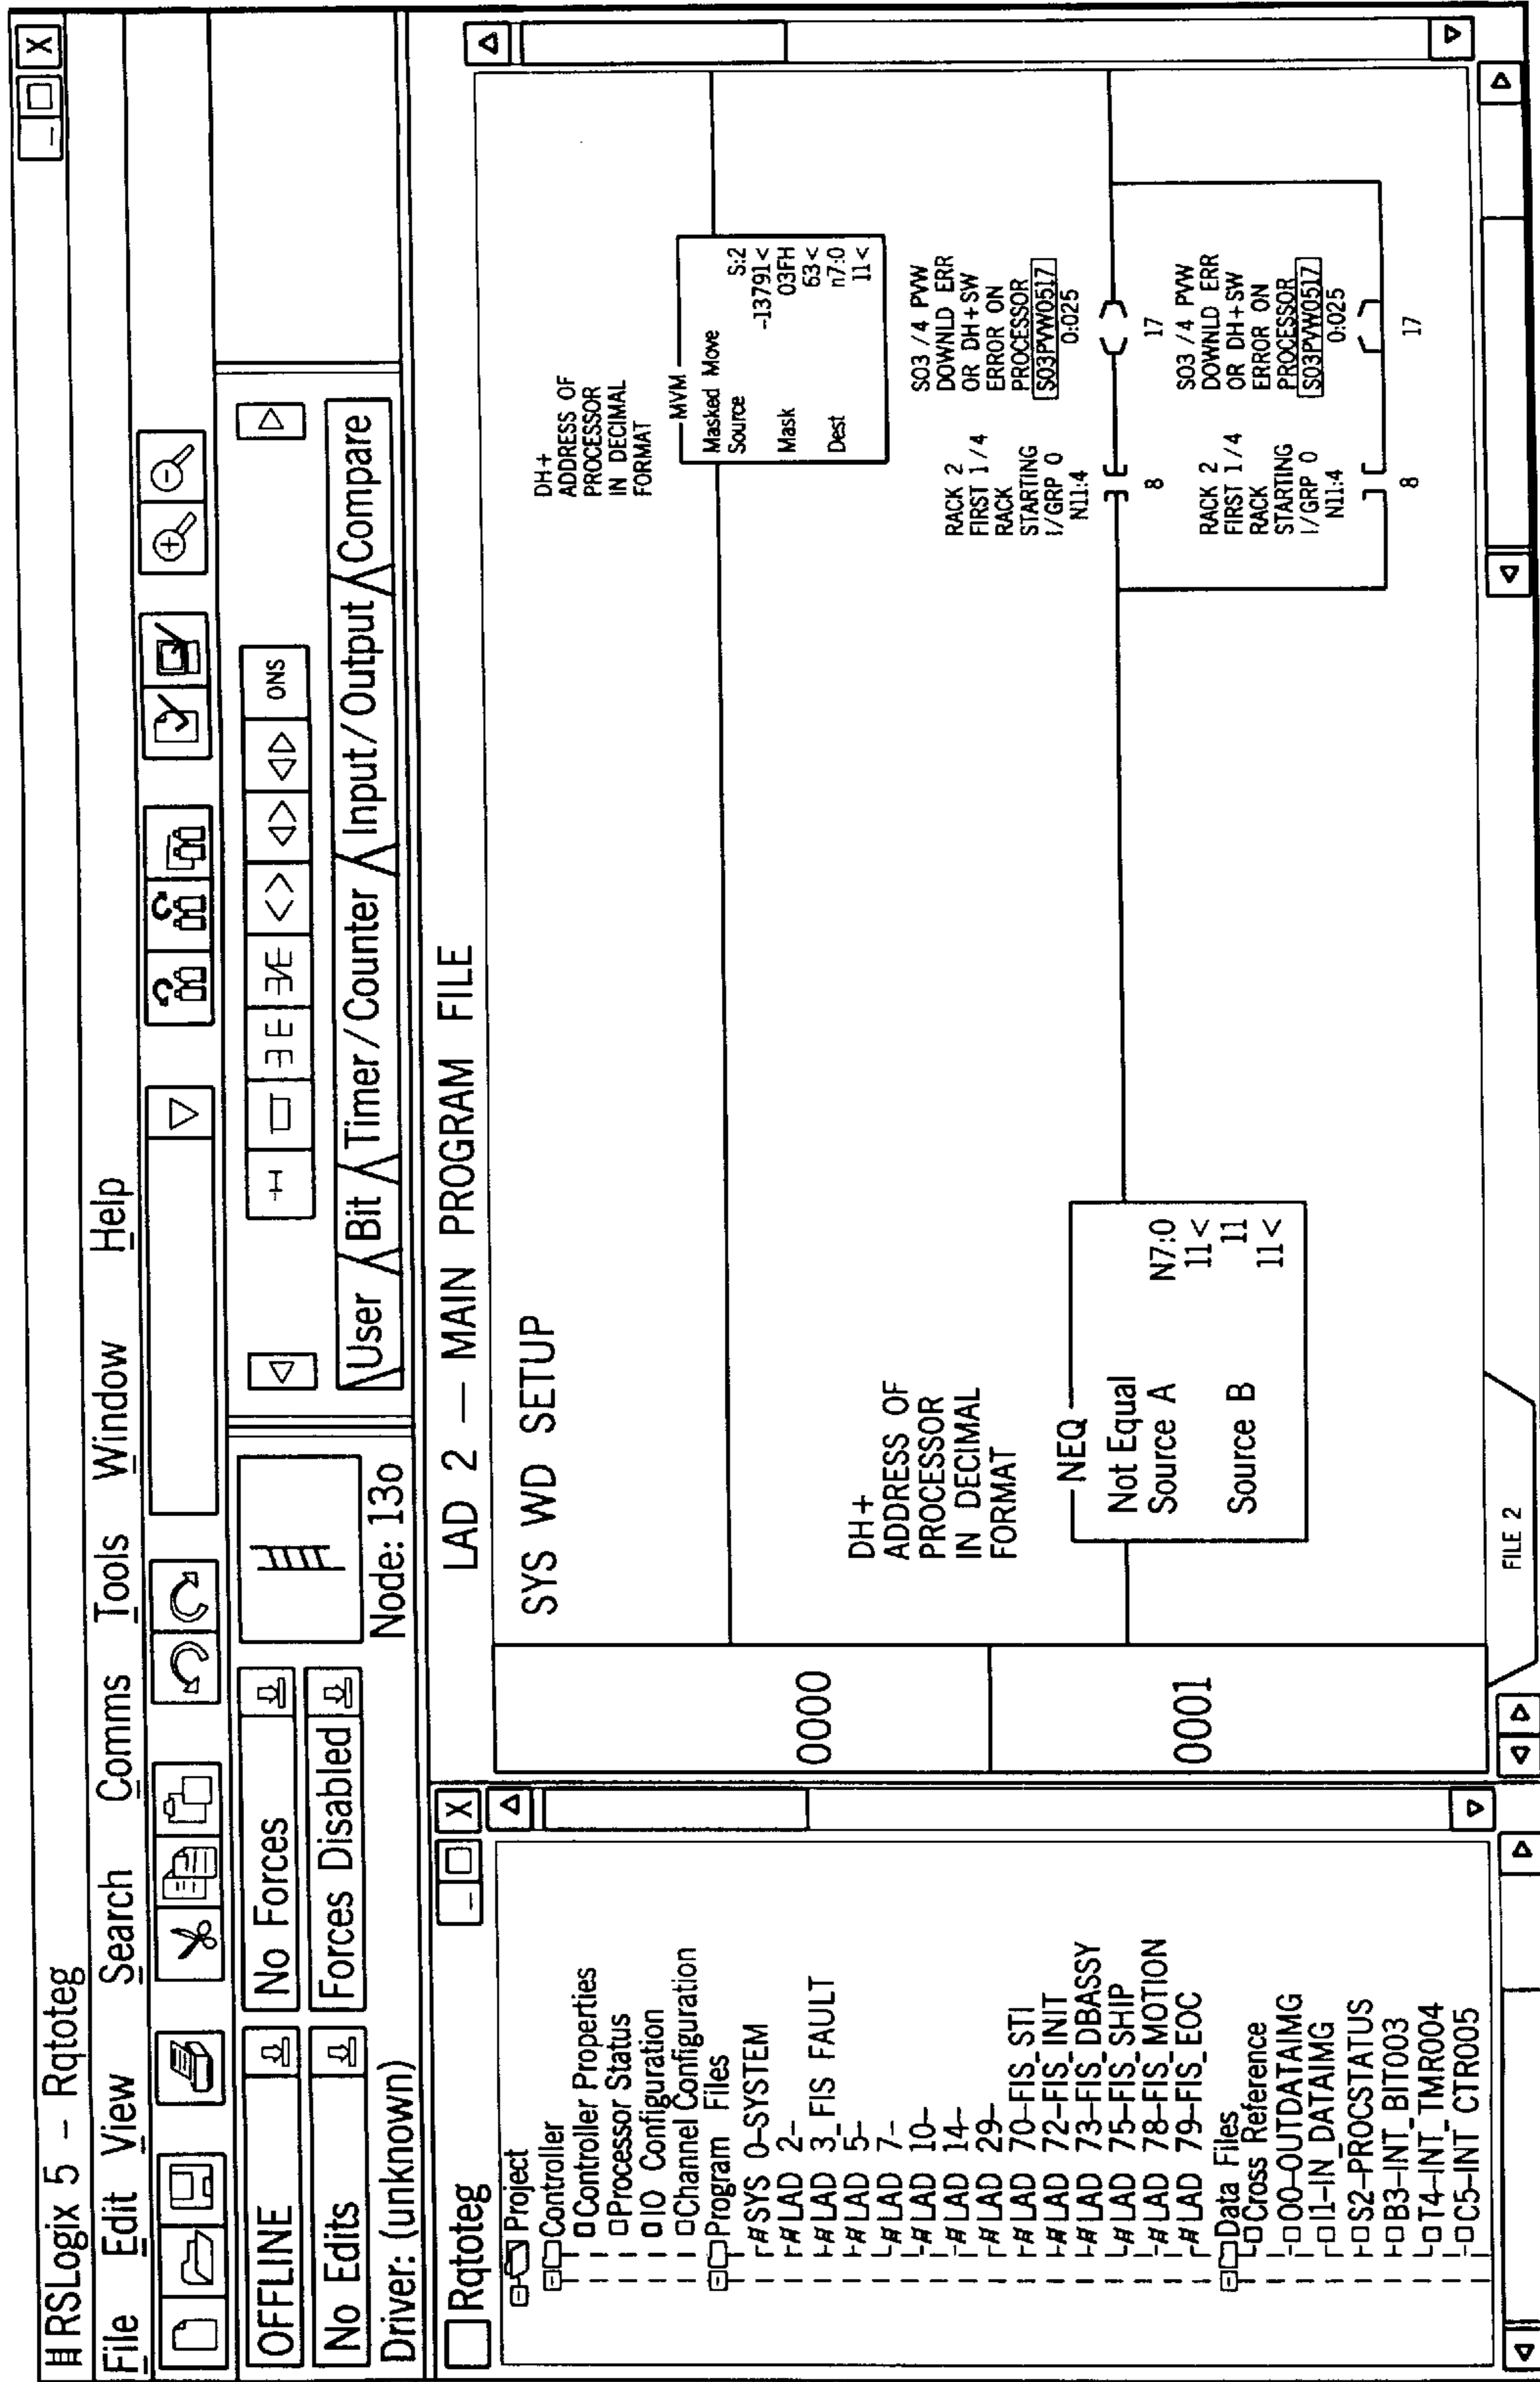 RSLogix 5 – Rqtoteg
_ X
File Edit View Search Comms Tools Window Help
OFFLINE
No Forces
No Edits
Forces Disabled
Driver: (unknown)
Node: 13o
ONS
User Bit Timer/Counter Input/Output Compare
Rqtoteg
_ X
Project
Controller
Controller Properties
Processor Status
IO Configuration
Channel Configuration
Program Files
SYS 0–SYSTEM
LAD 2–
LAD 3_FIS FAULT
LAD 5–
LAD 7–
LAD 10–
LAD 14–
LAD 29–
LAD 70–FIS_STI
LAD 72–FIS_INIT
LAD 73–FIS_DBASSY
LAD 75–FIS_SHIP
LAD 78–FIS_MOTION
LAD 79–FIS_EOC
Data Files
Cross Reference
O0–OUTDATAIMG
I1–IN_DATAIMG
S2–PROCSTATUS
B3–INT_BIT003
T4–INT_TMR004
C5–INT_CTR005
LAD 2 — MAIN PROGRAM FILE
SYS WD SETUP
0000
DH+
ADDRESS OF
PROCESSOR
IN DECIMAL
FORMAT
MVM
Masked Move
Source S:2
-13791<
Mask 03FH
63<
Dest n7:0
11<
0001
DH+
ADDRESS OF
PROCESSOR
IN DECIMAL
FORMAT
NEQ
Not Equal
Source A N7:0
11<
Source B 11
11<
RACK 2
FIRST 1/4
RACK
STARTING
I/GRP 0
N11:4
8
S03 /4 PVW
DOWNLD ERR
OR DH+SW
ERROR ON
PROCESSOR
S03PVW0517
0:025
17
RACK 2
FIRST 1/4
RACK
STARTING
I/GRP 0
N11:4
8
S03 /4 PVW
DOWNLD ERR
OR DH+SW
ERROR ON
PROCESSOR
S03PVW0517
0:025
17
FILE 2